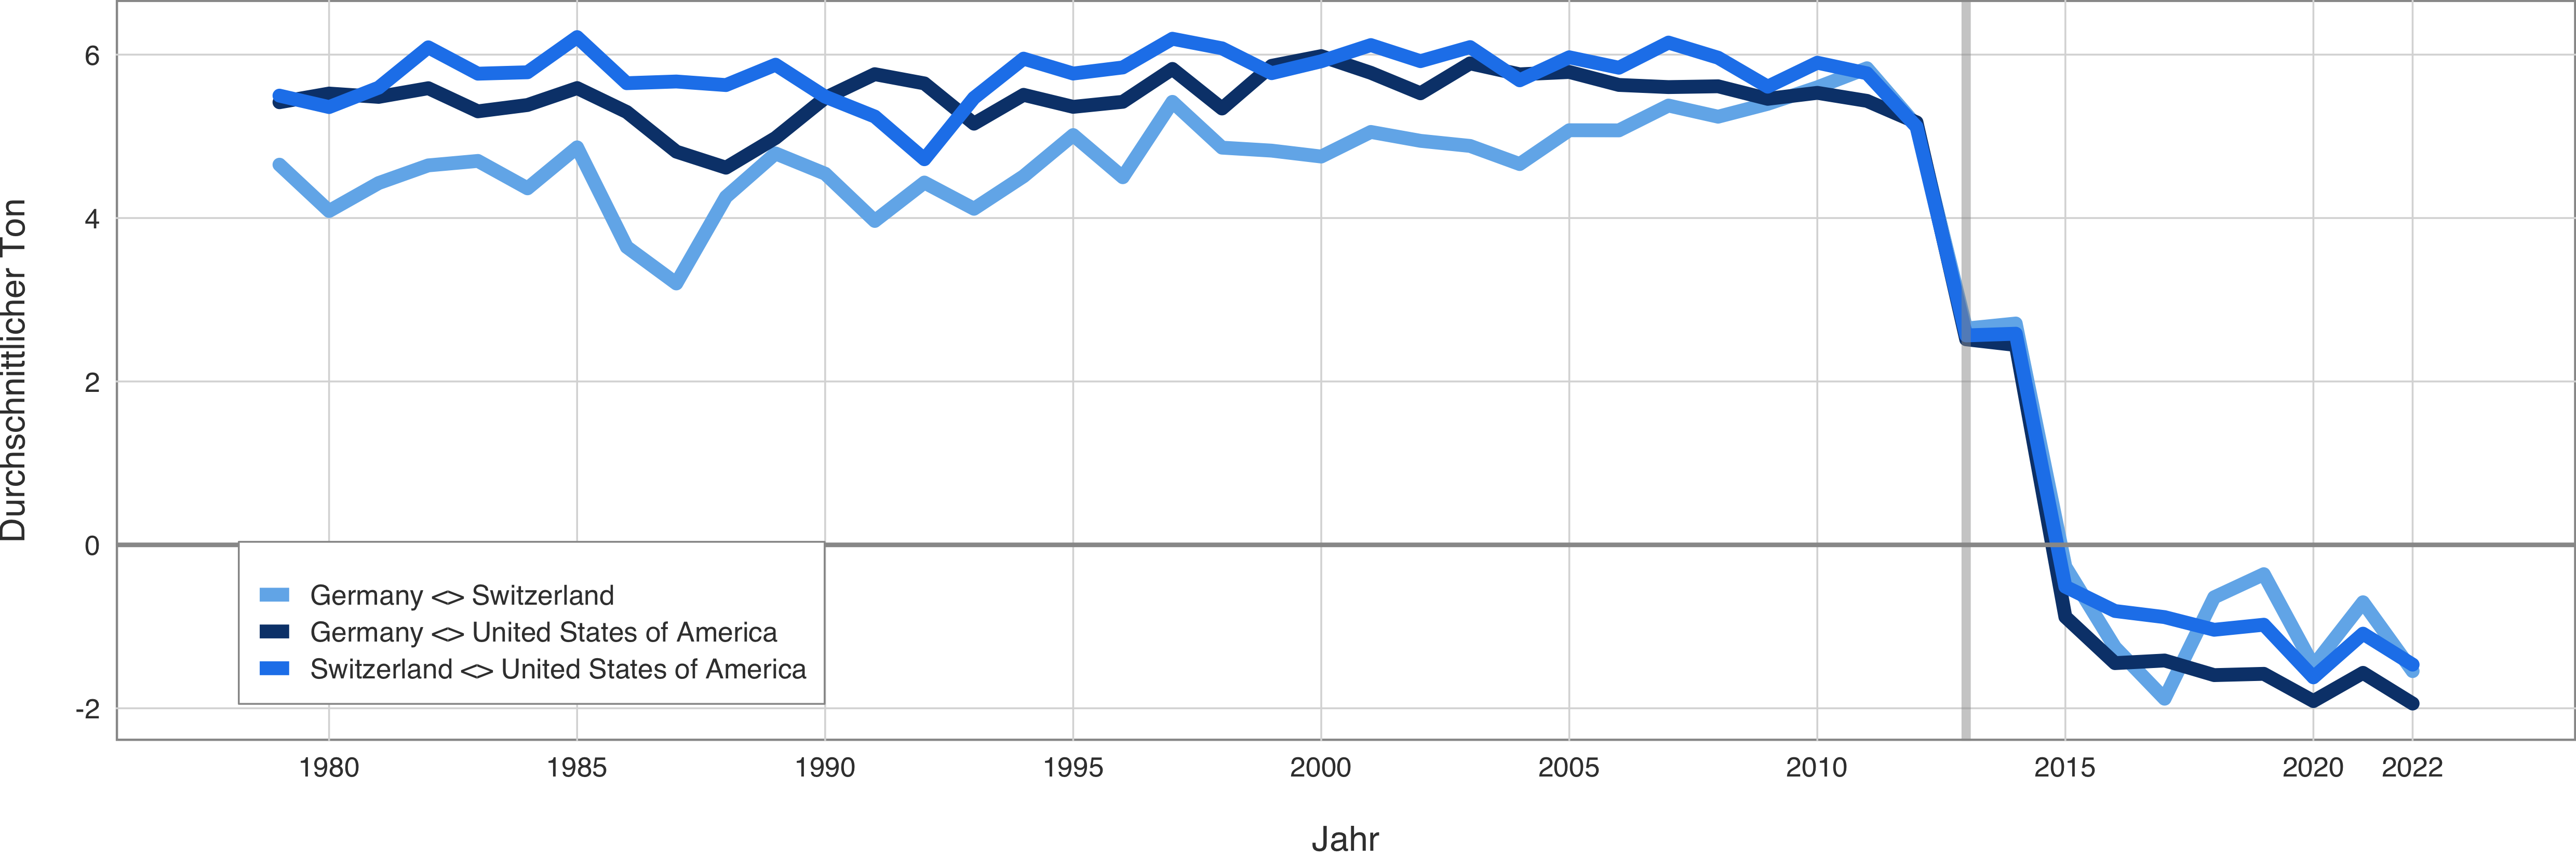 Durchschnittlicher Ton
6
4
2
0
-2
Germany <> Switzerland
Germany <> United States of America
Switzerland <> United States of America
1980 1985 1990 1995 2000 2005 2010 2015 2020 2022
Jahr